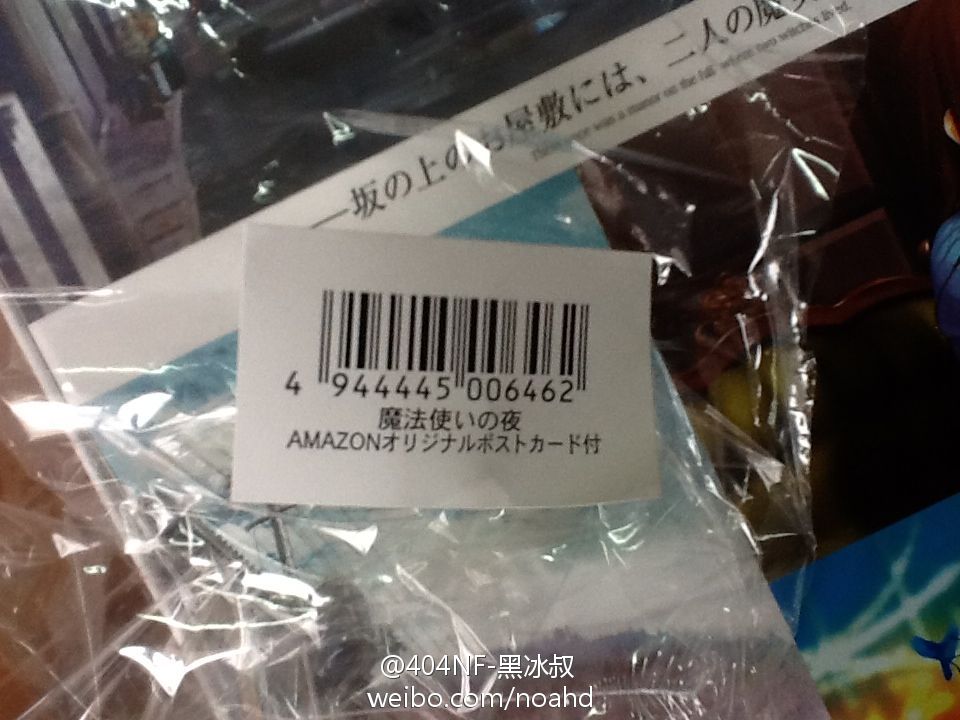 —坂の上のお屋敷には、二人の魔
4 944445 006462
魔法使いの夜
AMAZONオリジナルポストカード付
@404NF-黑冰叔
weibo.com/noahd